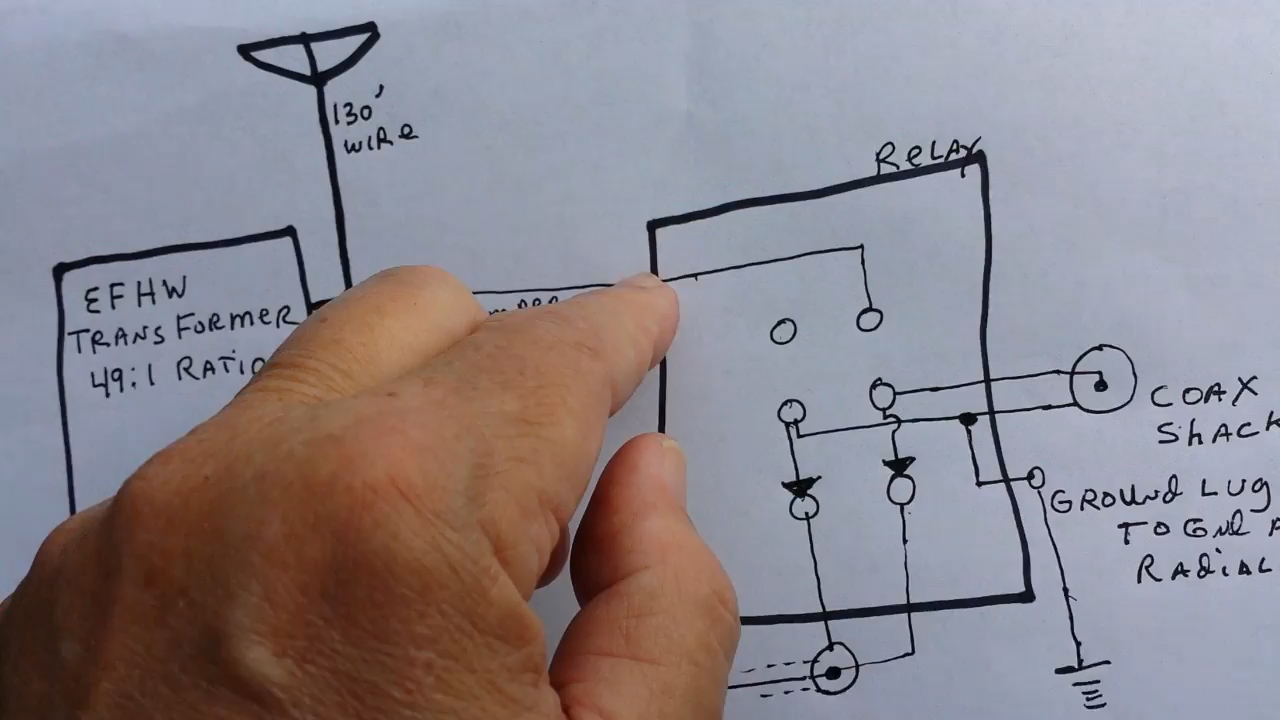 130'
WIRe
ReLAY
EFHW
TRANSFORMER
49:1 RATIO
COAX
SHACK
GROUND LUG
TO GND
RADIAL